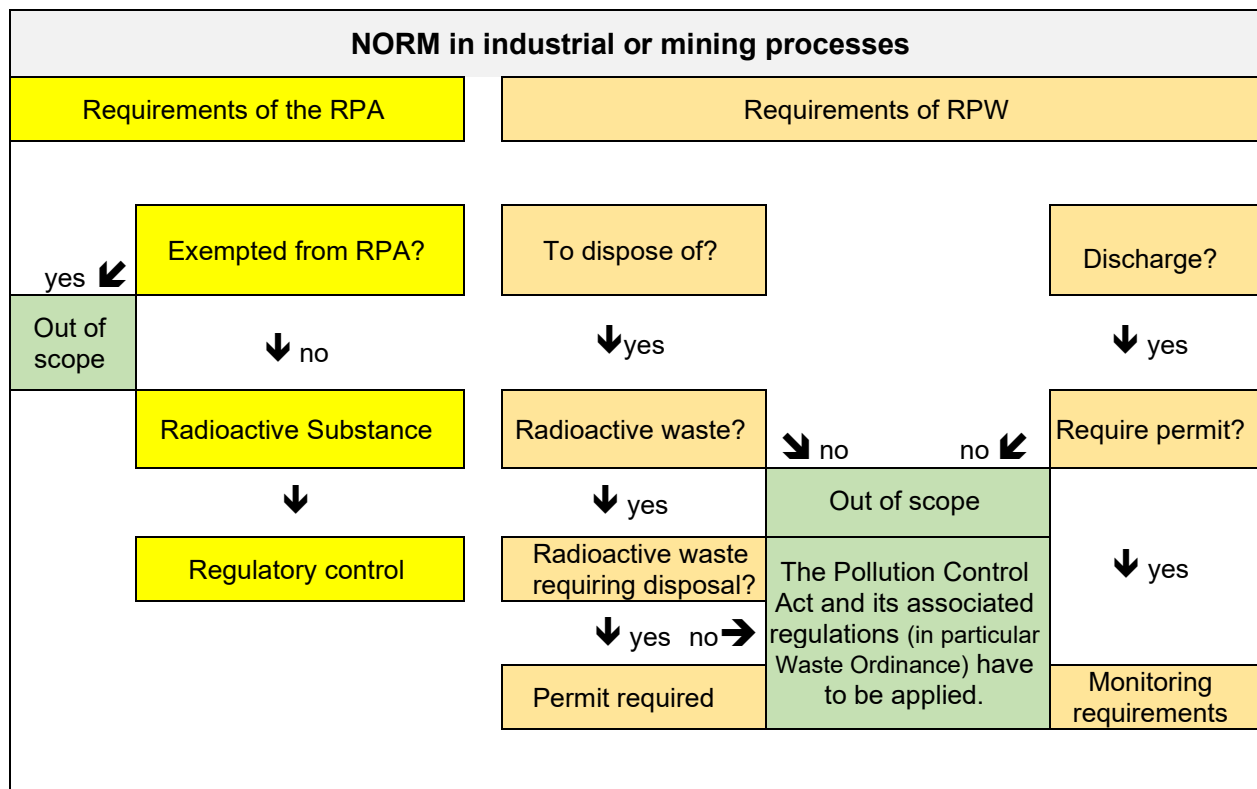 NORM in industrial or mining processes
Requirements of the RPA
Requirements of RPW
Exempted from RPA?
To dispose of?
Discharge?
yes
Out of
scope
no
yes
yes
Radioactive Substance
Radioactive waste?
Require permit?
no
no
yes
Out of scope
Regulatory control
Radioactive waste
requiring disposal?
The Pollution Control
Act and its associated
regulations (in particular
Waste Ordinance) have
to be applied.
yes
yes no
Permit required
Monitoring
requirements